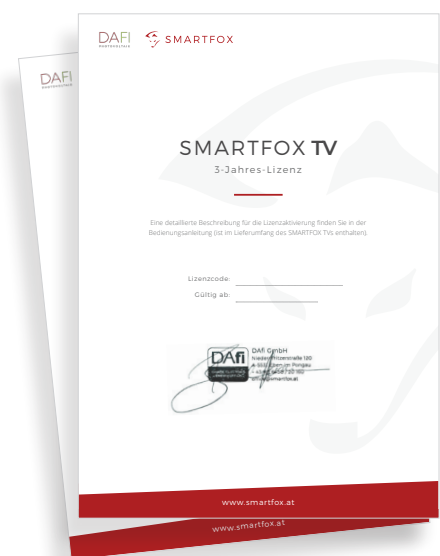 DAFI
PHOTOVOLTAIK
SMARTFOX
DAFI
SMARTFOX TV
3-Jahres-Lizenz
Eine detaillierte Beschreibung für die Lizenzaktivierung finden Sie in der
Bedienungsanleitung (ist im Lieferumfang des SMARTFOX TVs enthalten).
Lizenzcode:
Gültig ab:
DAfi
DAfi GmbH
www.smartfox.at
www.smartfox.at